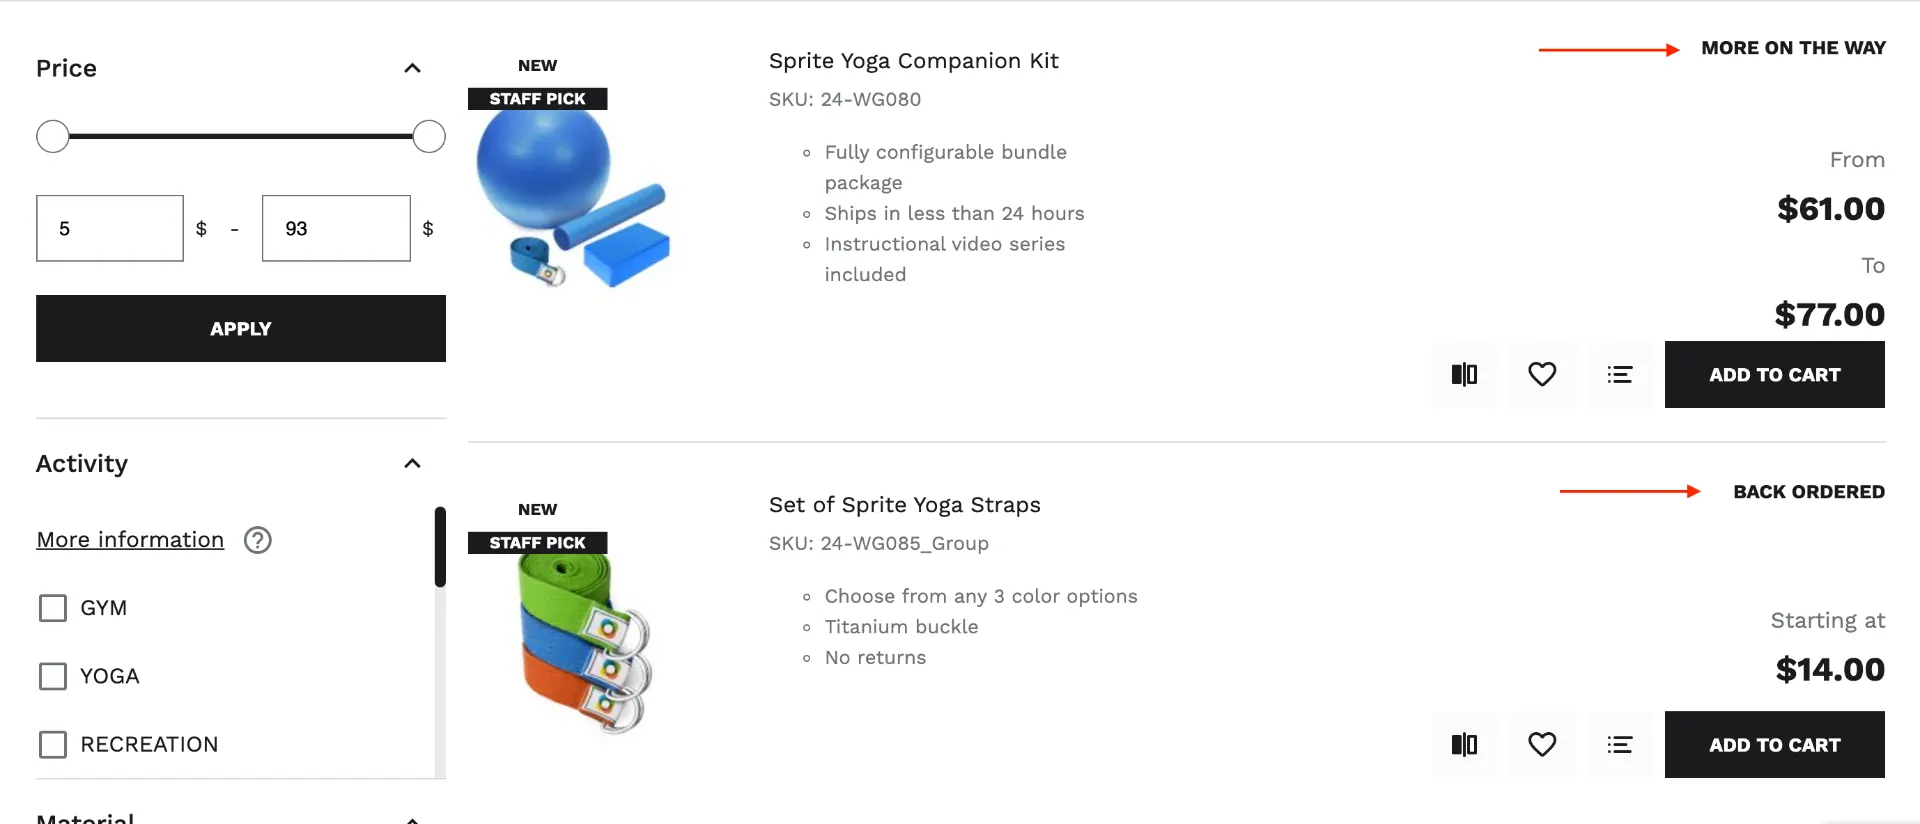 Price
5 $ - 93 $
APPLY
Activity
More information ?
GYM
YOGA
RECREATION
Material
NEW
STAFF PICK
Sprite Yoga Companion Kit
SKU: 24-WG080
Fully configurable bundle
package
Ships in less than 24 hours
Instructional video series
included
MORE ON THE WAY
From
$61.00
To
$77.00
ADD TO CART
NEW
STAFF PICK
Set of Sprite Yoga Straps
SKU: 24-WG085_Group
Choose from any 3 color options
Titanium buckle
No returns
BACK ORDERED
Starting at
$14.00
ADD TO CART